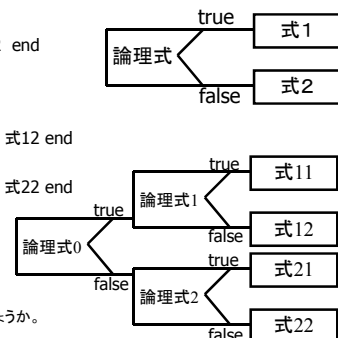 true
end
式1
論理式
式2
false
式12 end
true
式11
式22 end
論理式1
true
false
式12
論理式0
true
式21
false
論理式2
うか。
式22
false